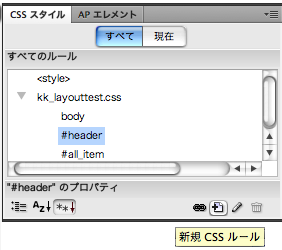 CSS スタイル AP エレメント
すべて 現在
すべてのルール
<style>
kk_layouttest.css
body
#header
#all_item
"#header" のプロパティ
Az↓ **↓
新規 CSS ルール